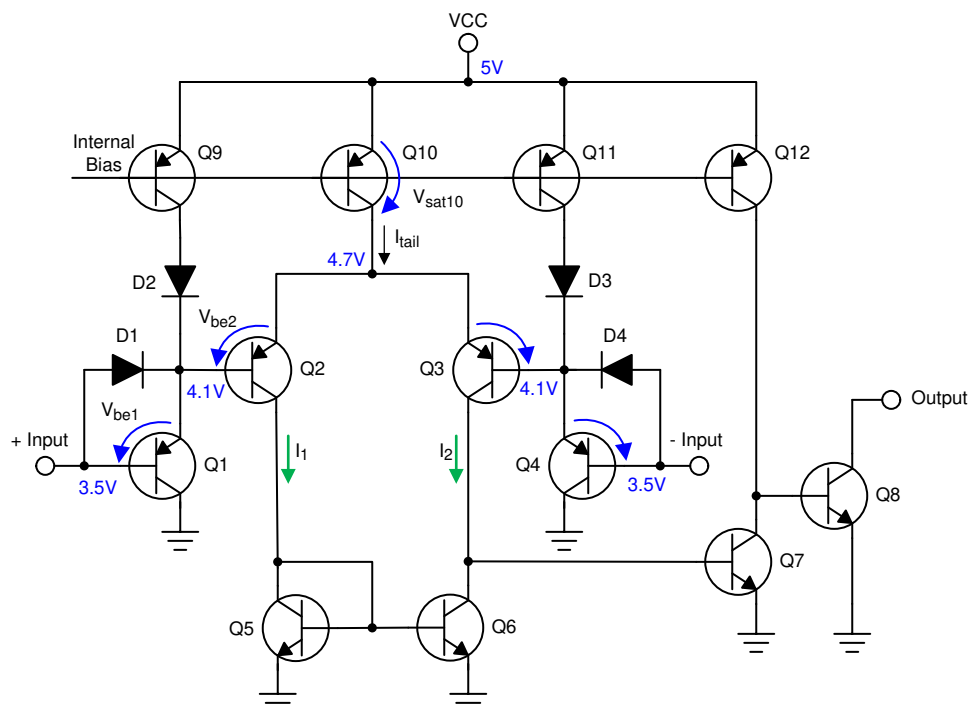 VCC
5V
Internal
Bias
Q9
Q10
Q11
Q12
Vsat10
Itail
4.7V
D2
D3
Vbe2
D1
D4
Q2
Q3
4.1V
4.1V
Output
Vbe1
+ Input
Q1
I1
I2
Q4
- Input
3.5V
3.5V
Q8
Q7
Q5
Q6